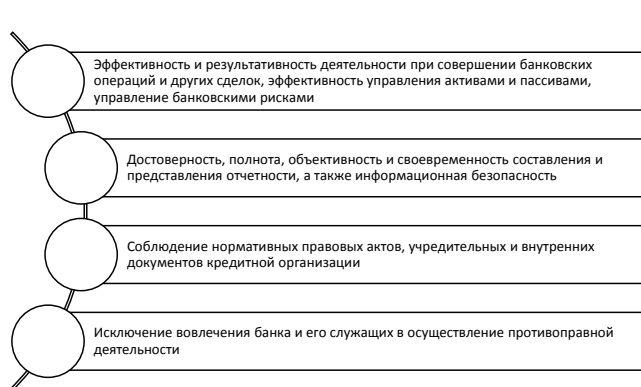 Эффективность и результативность деятельности при совершении банковских
операций и других сделок, эффективность управления активами и пассивами,
управление банковскими рисками
Достоверность, полнота, объективность и своевременность составления и
представления отчетности, а также информационная безопасность
Соблюдение нормативных правовых актов, учредительных и внутренних
документов кредитной организации
Исключение вовлечения банка и его служащих в осуществление противоправной
деятельности